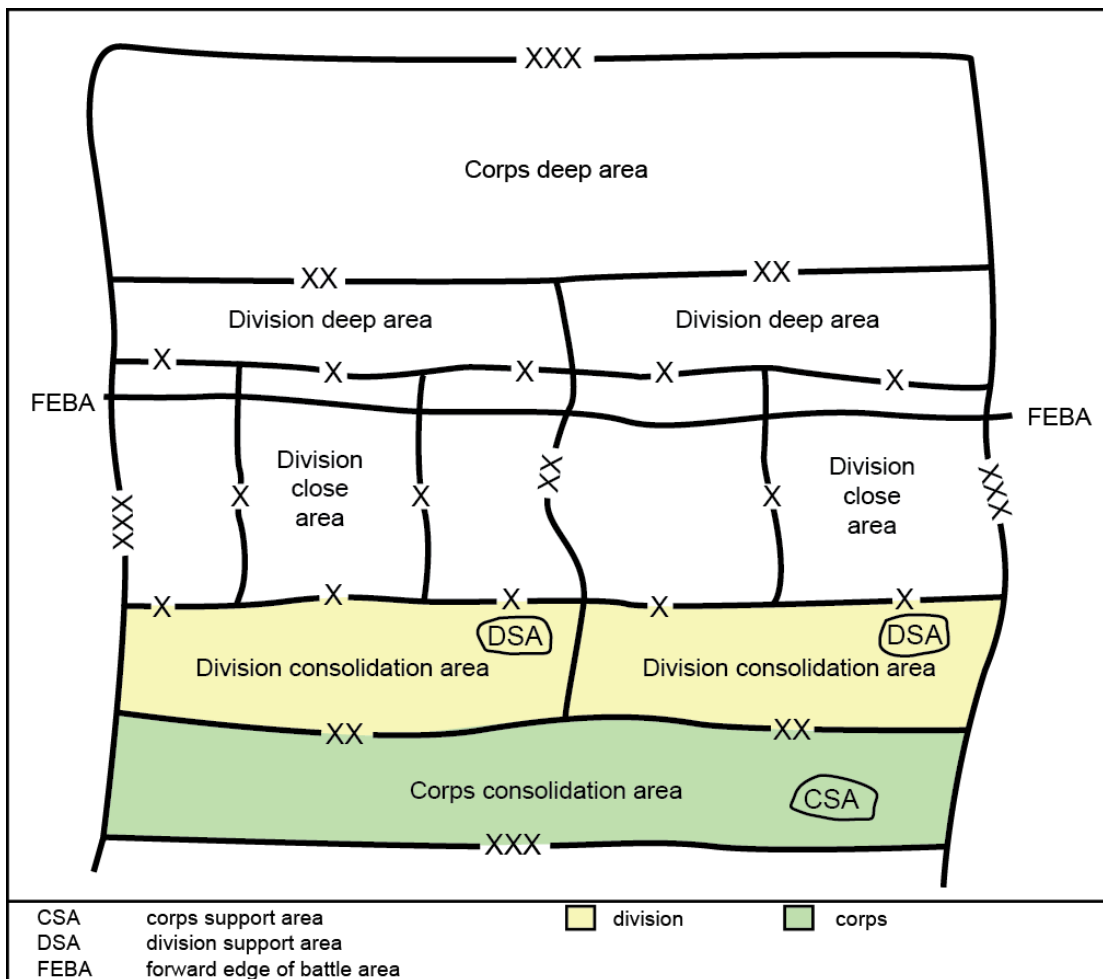 XXX
Corps deep area
XX
XX
Division deep area
Division deep area
X
X
X
X
X
FEBA
FEBA
Division
close
area
Division
close
area
XXX
X
X
XX
X
XXX
X
X
X
X
X
DSA
DSA
Division consolidation area
Division consolidation area
XX
XX
Corps consolidation area
CSA
XXX
CSA corps support area
DSA division support area
FEBA forward edge of battle area
division
corps